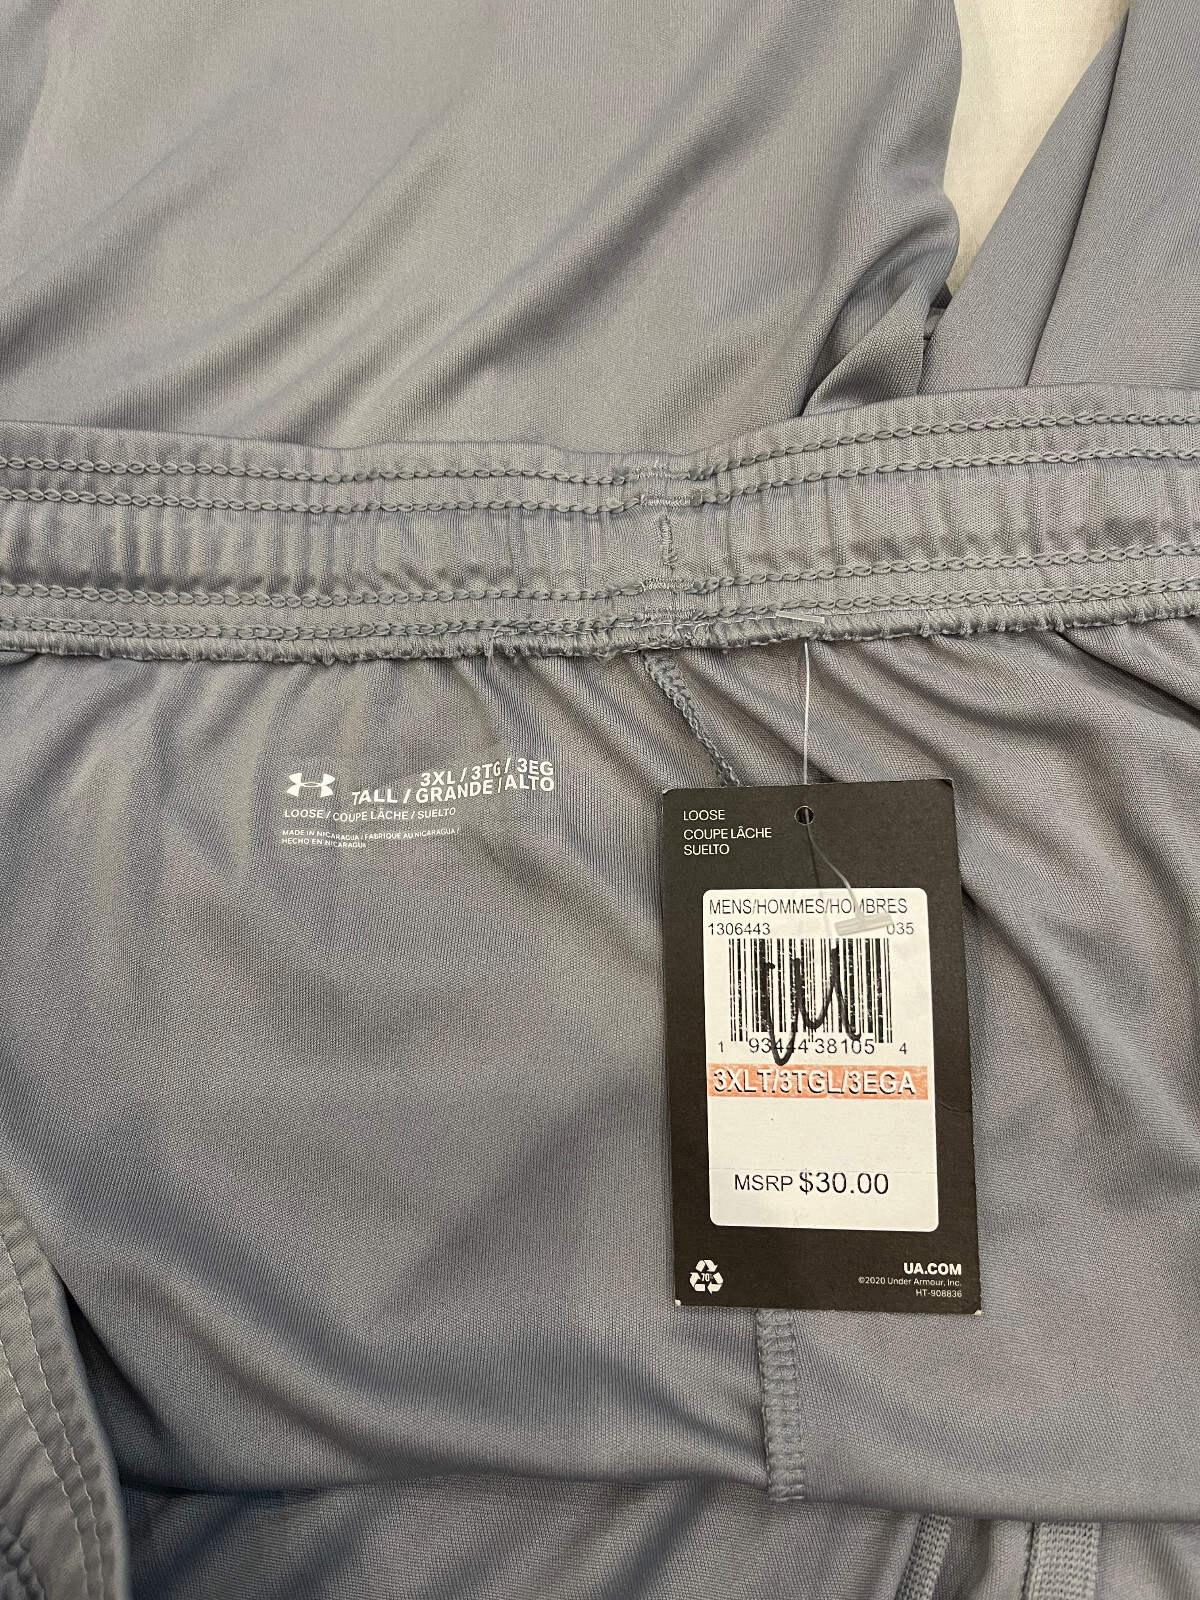 3XL / 3TG / 3EG
TALL / GRANDE / ALTO
LOOSE / COUPE LÂCHE / SUELTO
MADE IN NICARAGUA / FABRIQUE AU NICARAGUA /
HECHO EN NICARAGUA
LOOSE
COUPE LÂCHE
SUELTO
MENS/HOMMES/HOMBRES
1306443 035
1 93444 38105 4
3XLT/3TGL/3EGA
MSRP $30.00
70%
UA.COM
©2020 Under Armour, Inc.
HT-908836